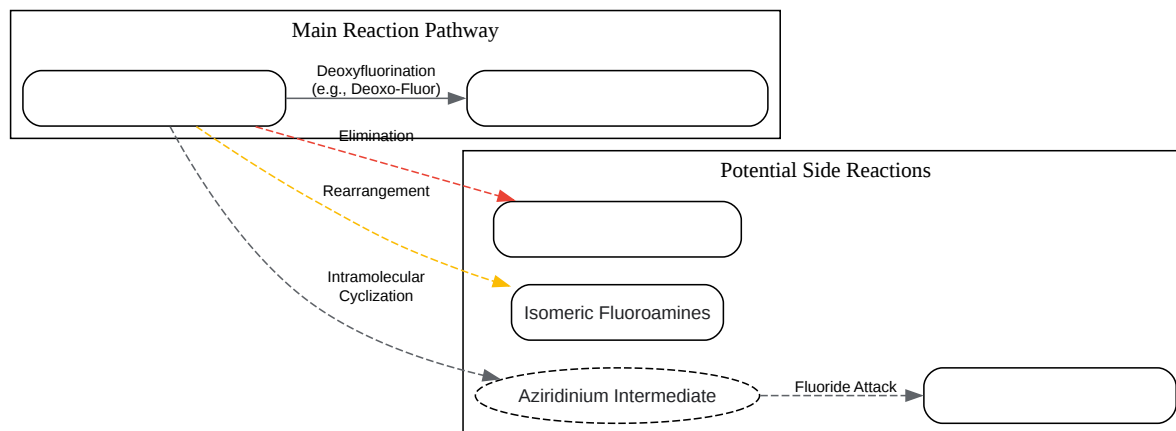 Main Reaction Pathway
Deoxyfluorination
(e.g., Deoxo-Fluor)
Elimination
Potential Side Reactions
Rearrangement
Intramolecular
Cyclization
Isomeric Fluoroamines
Aziridinium Intermediate
Fluoride Attack